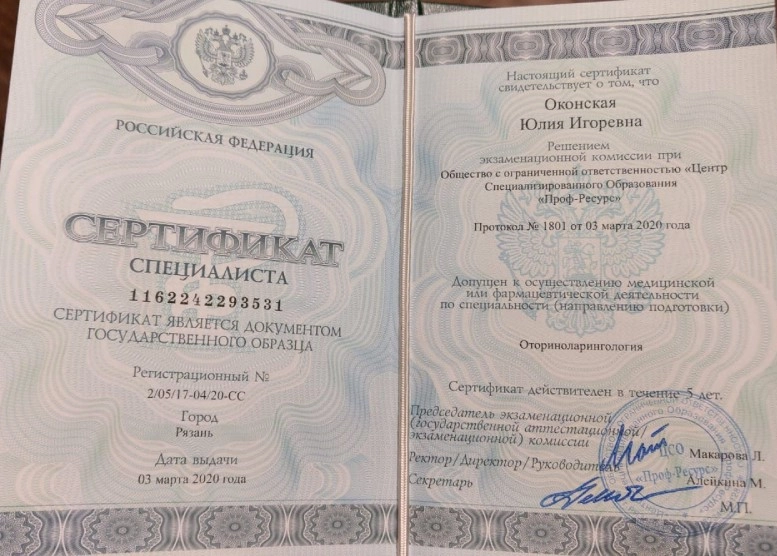 РОССИЙСКАЯ ФЕДЕРАЦИЯ
СЕРТИФИКАТ
СПЕЦИАЛИСТА
1162242293531
СЕРТИФИКАТ ЯВЛЯЕТСЯ ДОКУМЕНТОМ
ГОСУДАРСТВЕННОГО ОБРАЗЦА
Регистрационный №
2/05/17-04/20-СС
Город
Рязань
Дата выдачи
03 марта 2020 года
Настоящий сертификат
свидетельствует о том, что
Оконская
Юлия Игоревна
Решением
экзаменационной комиссии при
Общество с ограниченной ответственностью «Центр
Специализированного Образования
«Проф-Ресурс»
Протокол № 1801 от 03 марта 2020 года
Допущен к осуществлению медицинской
или фармацевтической деятельности
по специальности (направлению подготовки)
Оториноларингология
Сертификат действителен в течение 5 лет.
Председатель экзаменационной
(государственной аттестационной/
экзаменационной) комиссии
Ректор/Директор/Руководитель
Макарова Л.
Секретарь
Алейкина М.
М.П.
ЦСО
«Проф-Ресурс»